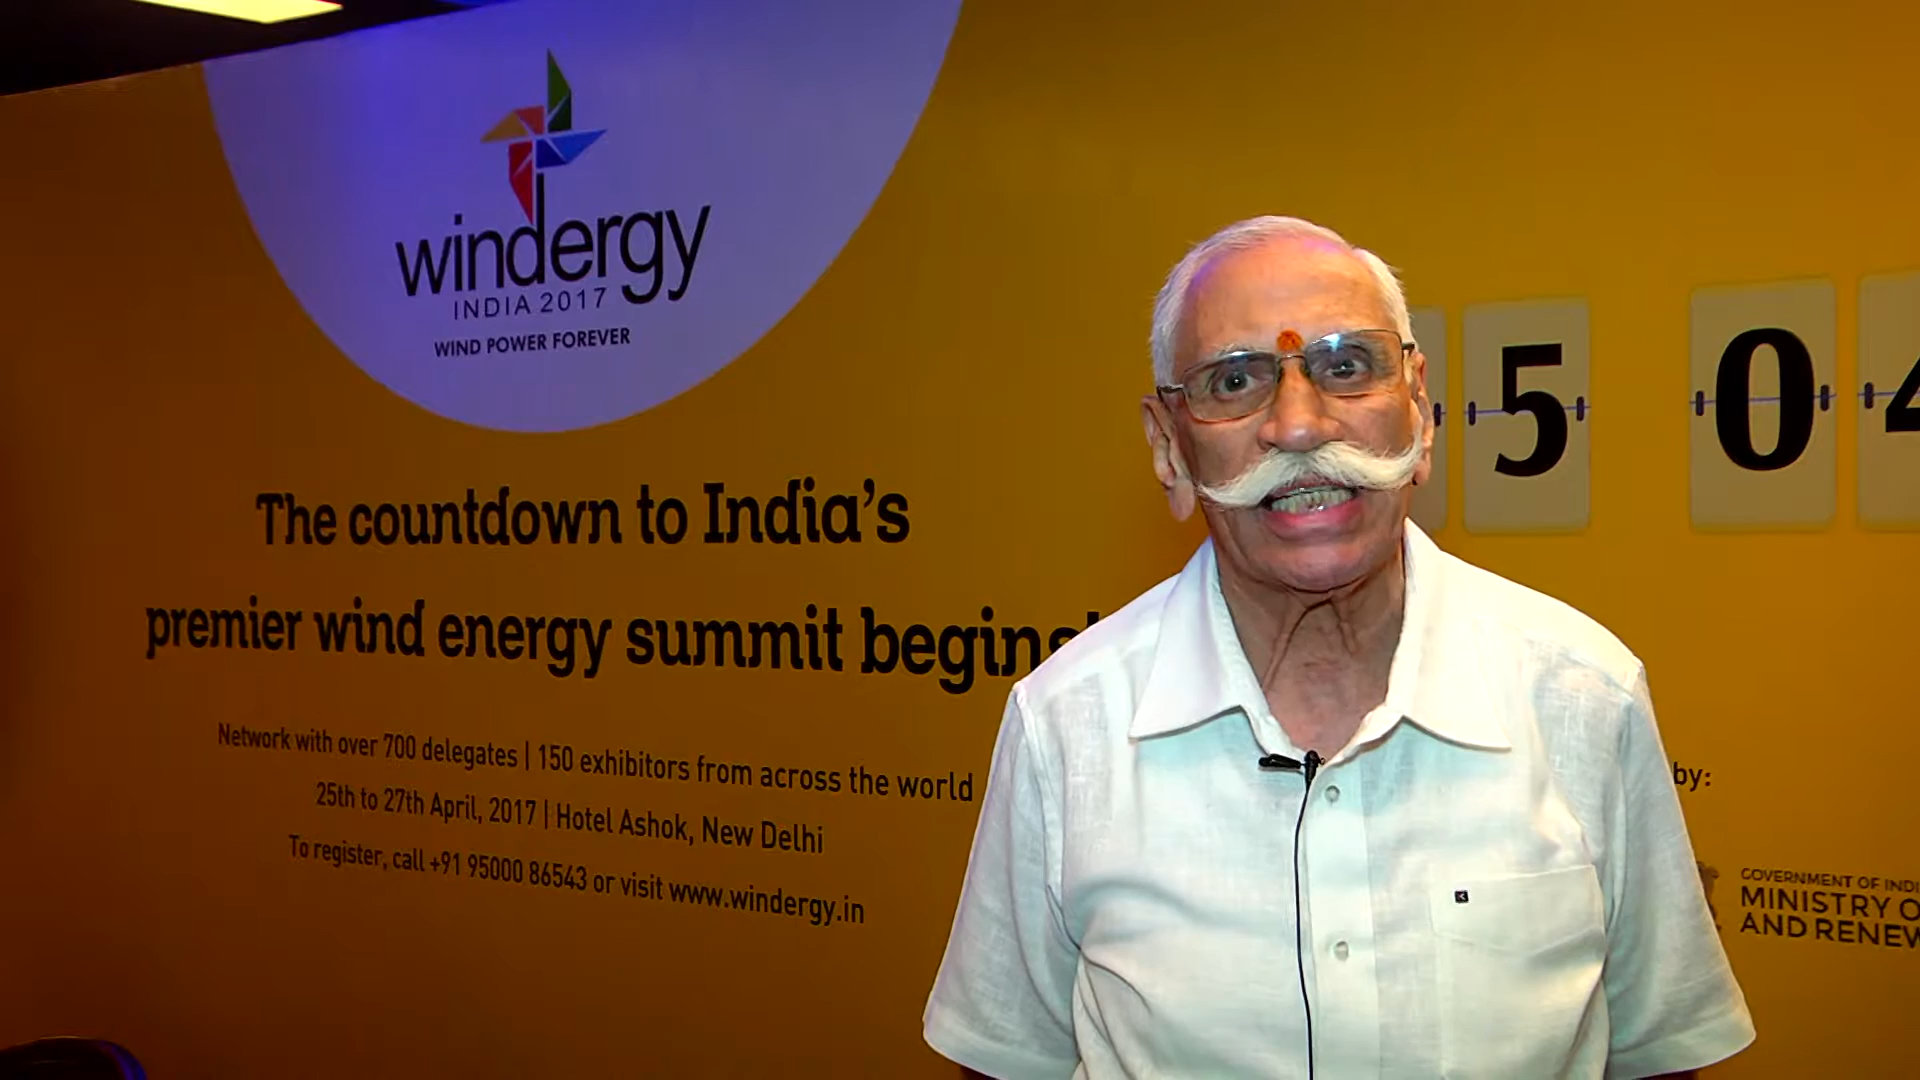 windergy
INDIA 2017
WIND POWER FOREVER
The countdown to India's
premier wind energy summit begins
Network with over 700 delegates | 150 exhibitors from across the world
25th to 27th April, 2017 | Hotel Ashok, New Delhi
To register, call +91 95000 86543 or visit www.windergy.in
5 04
by:
GOVERNMENT OF INDI
MINISTRY O
AND RENEW